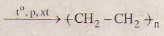 t°, p, xt → (CH₂ − CH₂)ₙ